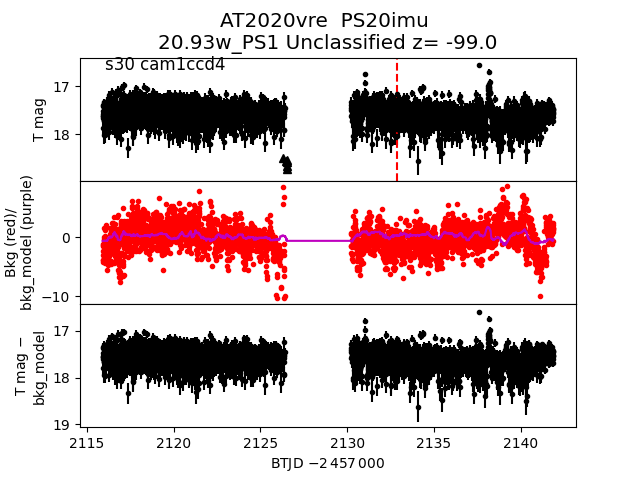 AT2020vre  PS20imu
20.93w_PS1 Unclassified z= -99.0
s30 cam1ccd4
T mag
17
18
Bkg (red)/
bkg_model (purple)
0
−10
T mag −
bkg_model
17
18
19
2115
2120
2125
2130
2135
2140
BTJD −2 457 000